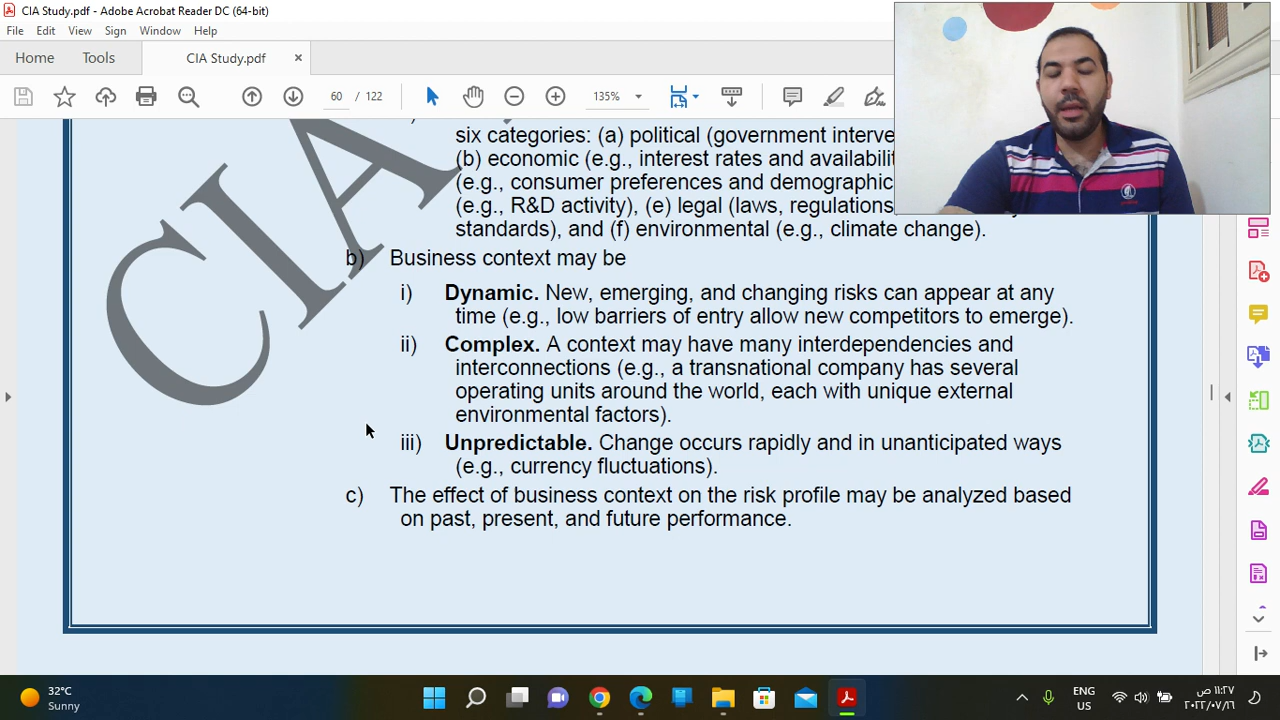 CIA Study.pdf - Adobe Acrobat Reader DC (64-bit)
File Edit View Sign Window Help
Home Tools CIA Study.pdf ×
60 / 122 135%
six categories: (a) political (government
(b) economic (e.g., interest rates and
(e.g., consumer preferences and
(e.g., R&D activity), (e) legal (laws, regulations
standards), and (f) environmental (e.g., climate change).
b) Business context may be
i) Dynamic. New, emerging, and changing risks can appear at any
time (e.g., low barriers of entry allow new competitors to emerge).
ii) Complex. A context may have many interdependencies and
interconnections (e.g., a transnational company has several
operating units around the world, each with unique external
environmental factors).
iii) Unpredictable. Change occurs rapidly and in unanticipated ways
(e.g., currency fluctuations).
c) The effect of business context on the risk profile may be analyzed based
on past, present, and future performance.
CIA
32°C
Sunny
ENG
US
١١:٢٧ ص
٢٠٢٢/٠٧/١٦